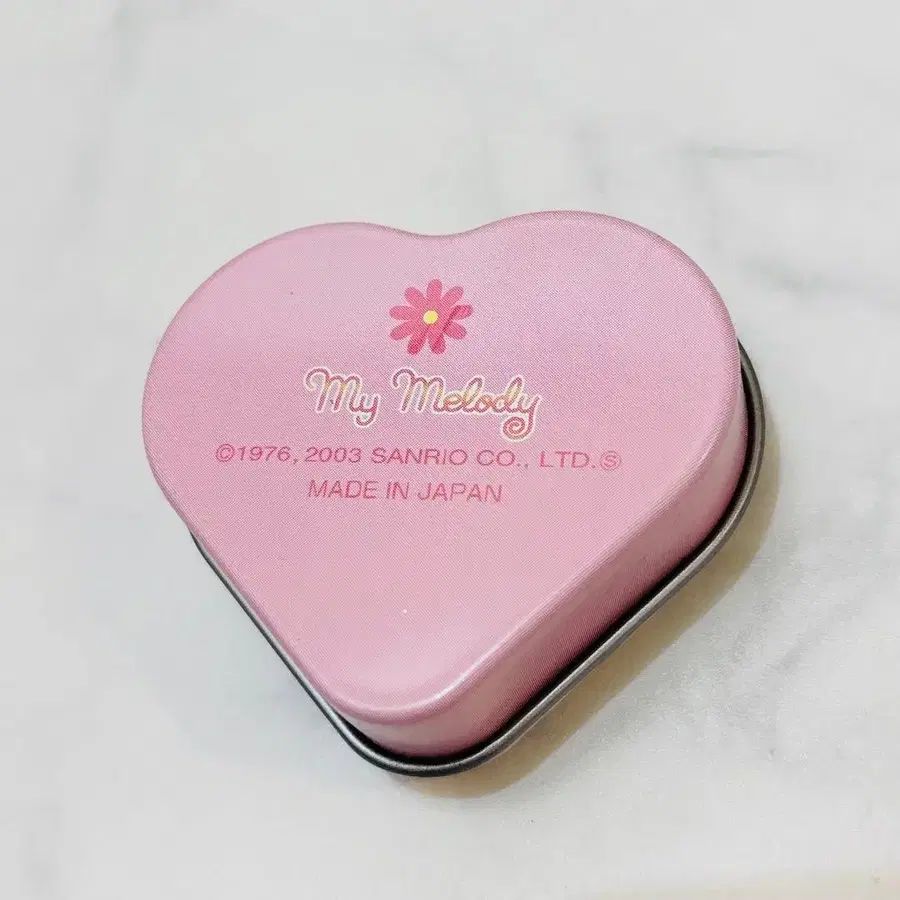 My Melody
©1976, 2003 SANRIO CO., LTD.Ⓢ
MADE IN JAPAN